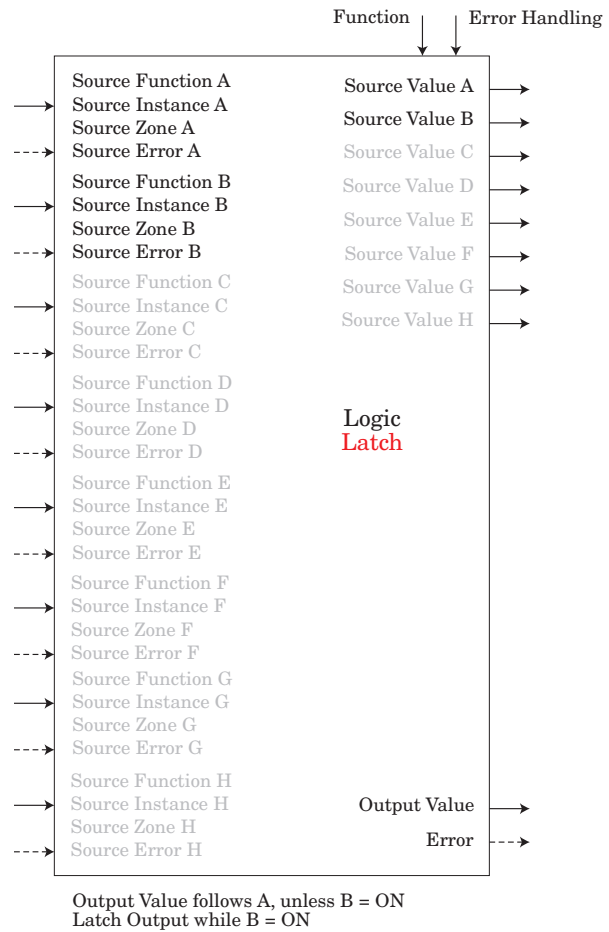 Function
Error Handling
Source Function A
Source Instance A
Source Zone A
Source Error A
Source Function B
Source Instance B
Source Zone B
Source Error B
Source Function C
Source Instance C
Source Zone C
Source Error C
Source Function D
Source Instance D
Source Zone D
Source Error D
Source Function E
Source Instance E
Source Zone E
Source Error E
Source Function F
Source Instance F
Source Zone F
Source Error F
Source Function G
Source Instance G
Source Zone G
Source Error G
Source Function H
Source Instance H
Source Zone H
Source Error H
Source Value A
Source Value B
Source Value C
Source Value D
Source Value E
Source Value F
Source Value G
Source Value H
Logic
Latch
Output Value
Error
Output Value follows A, unless B = ON
Latch Output while B = ON